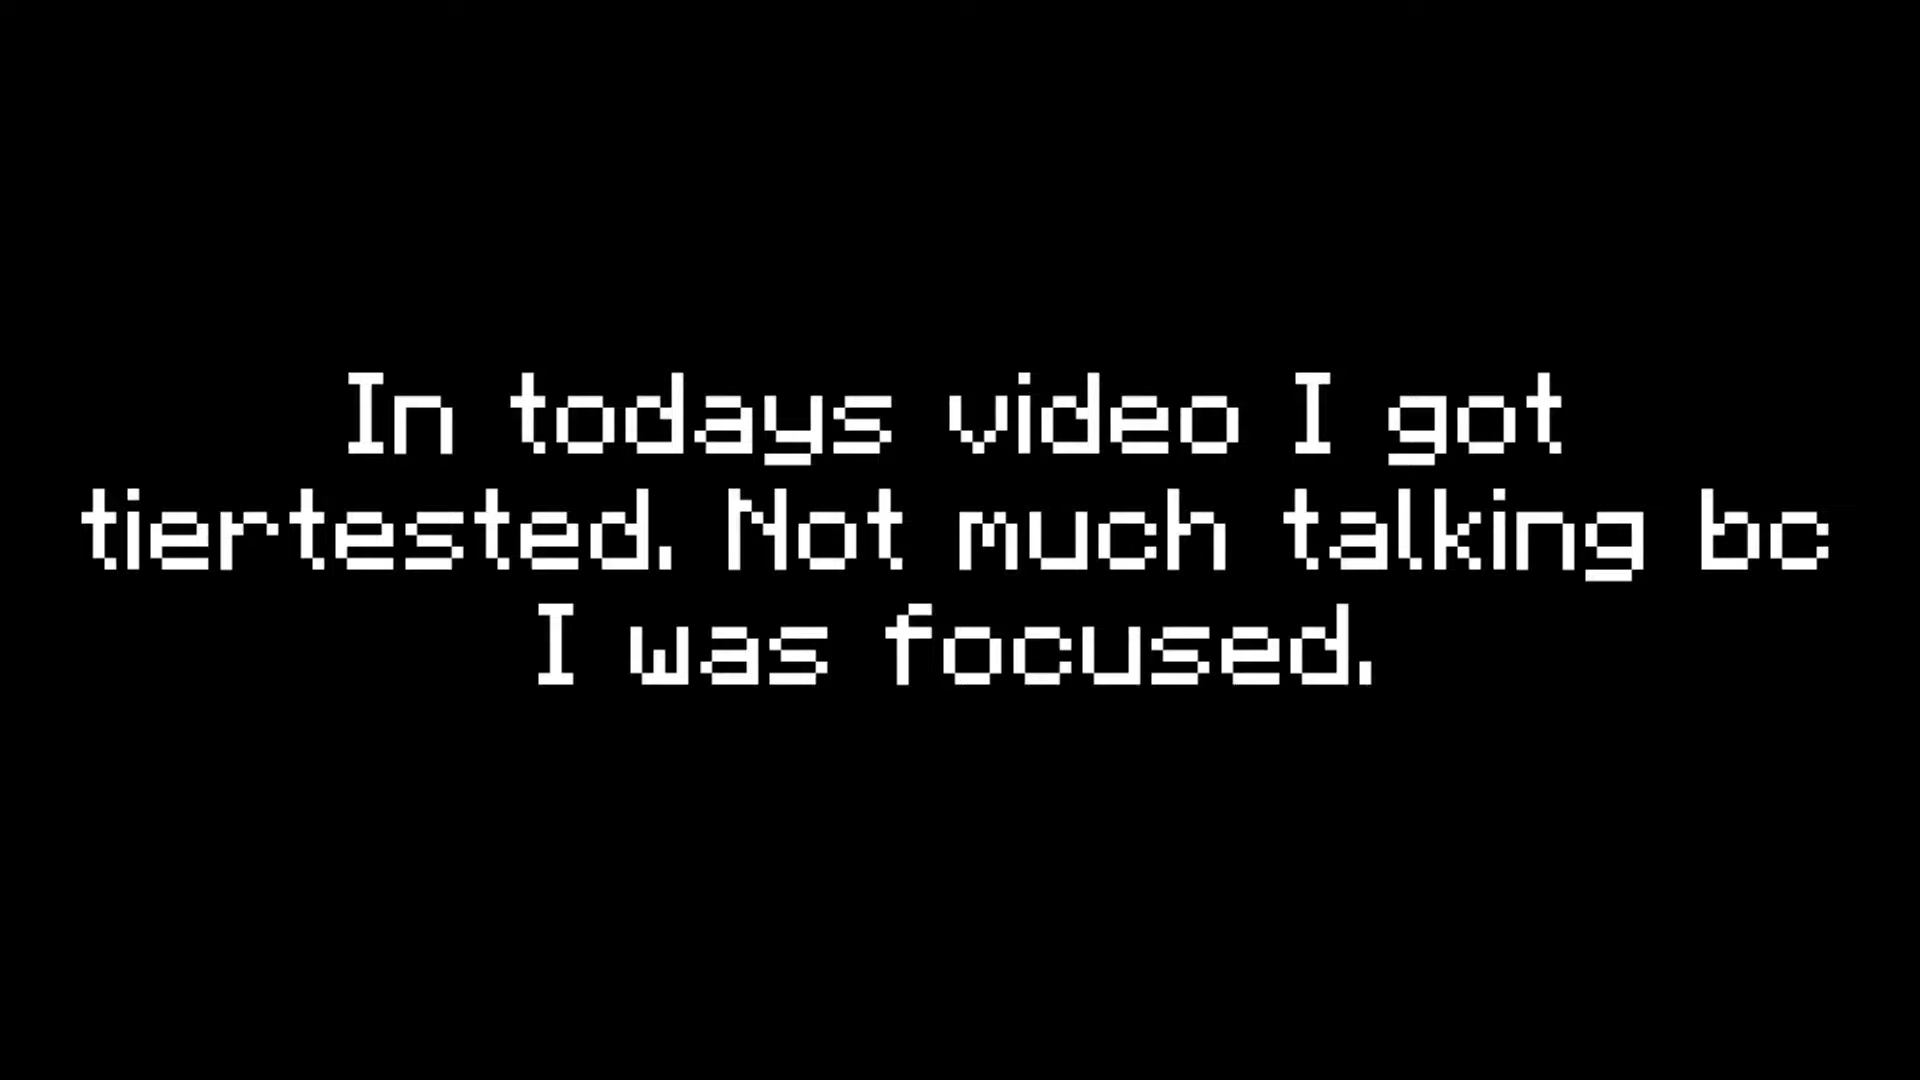 In todays video I got
tiertested. Not much talking bc
I was focused.